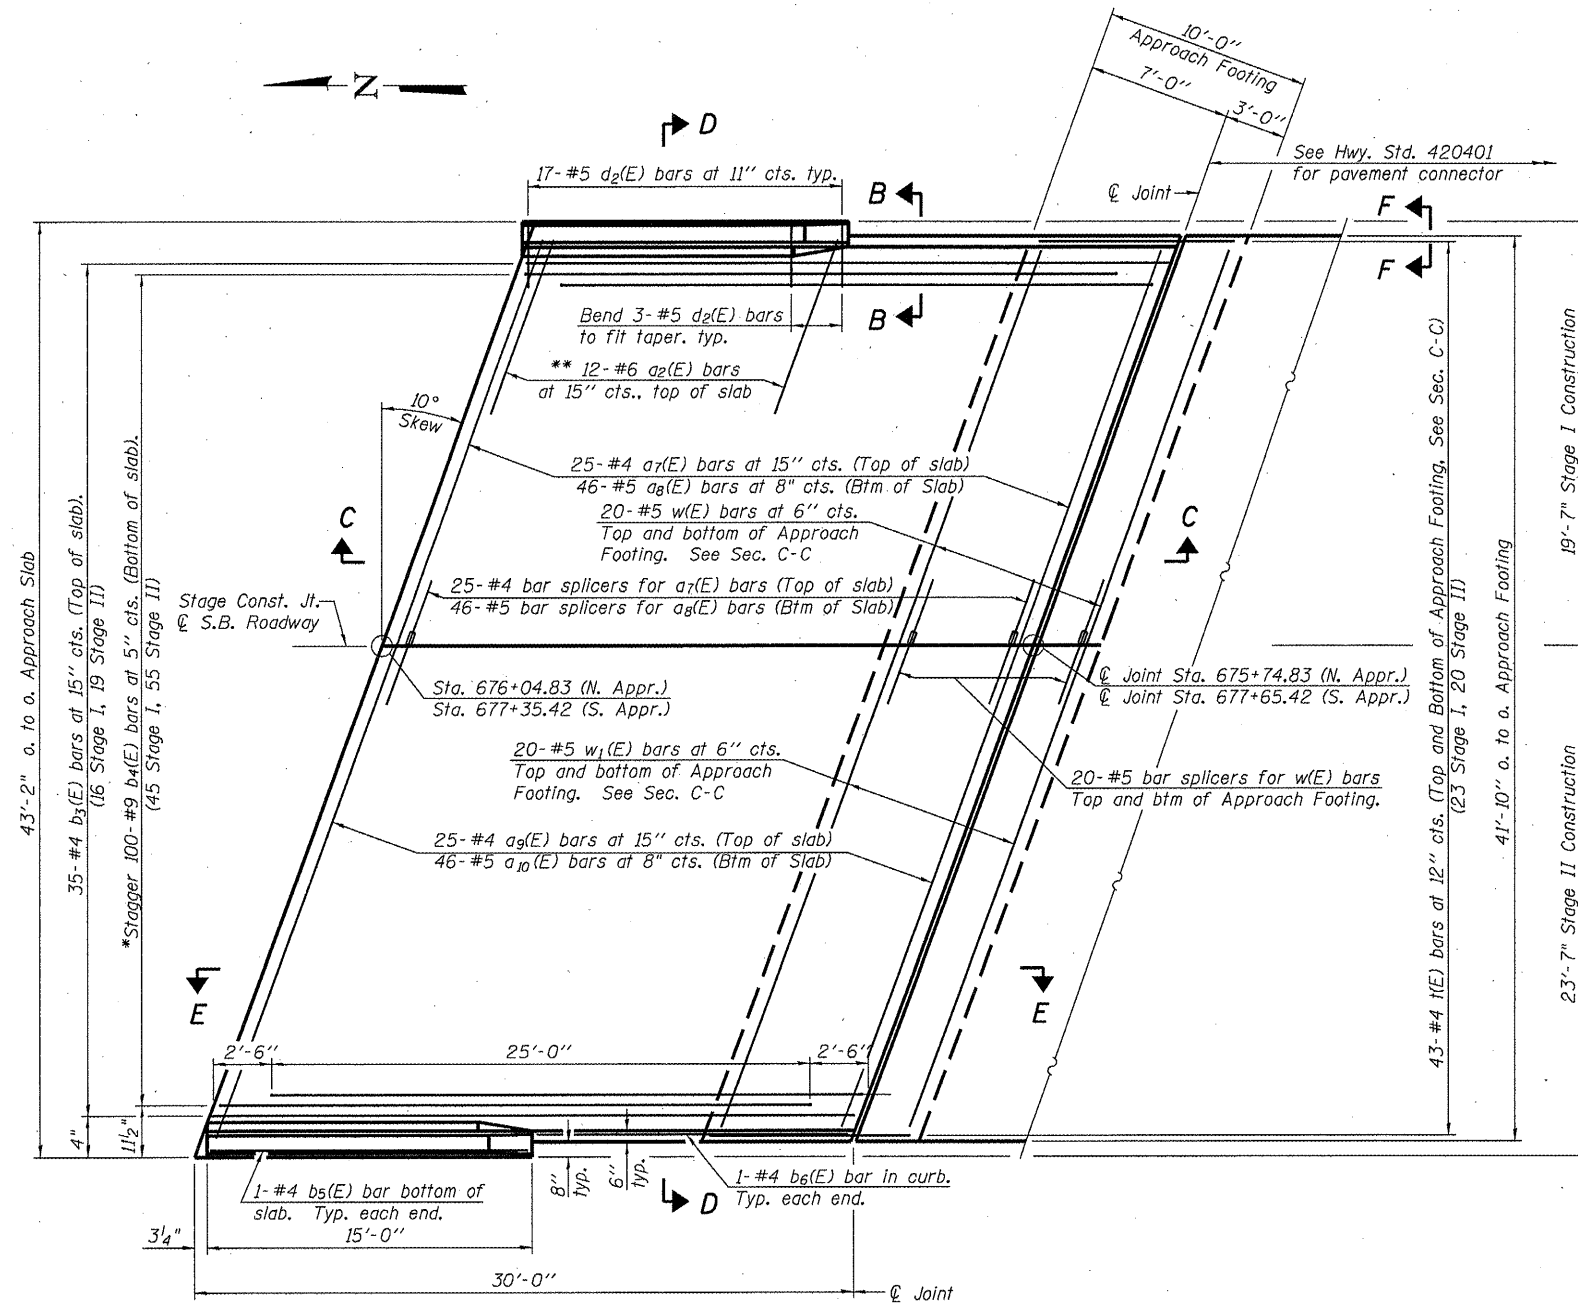 10'-0"
Approach Footing
7'-0"
3'-0"
N
D
17- #5 d2(E) bars at 11" cts. typ.
B
See Hwy. Std. 420401
for pavement connector
℄ Joint
F
F
Bend 3- #5 d2(E) bars
to fit taper. typ.
B
** 12- #6 a2(E) bars
at 15" cts., top of slab
10°
Skew
25- #4 a7(E) bars at 15" cts. (Top of slab)
46- #5 a8(E) bars at 8" cts. (Btm of Slab)
20- #5 w(E) bars at 6" cts.
Top and bottom of Approach
Footing. See Sec. C-C
C
C
25- #4 bar splicers for a7(E) bars (Top of slab)
46- #5 bar splicers for a8(E) bars (Btm of Slab)
Stage Const. Jt.
℄ S.B. Roadway
Sta. 676+04.83 (N. Appr.)
Sta. 677+35.42 (S. Appr.)
℄ Joint Sta. 675+74.83 (N. Appr.)
℄ Joint Sta. 677+65.42 (S. Appr.)
20- #5 w1(E) bars at 6" cts.
Top and bottom of Approach
Footing. See Sec. C-C
20- #5 bar splicers for w(E) bars
Top and btm of Approach Footing.
25- #4 a9(E) bars at 15" cts. (Top of slab)
46- #5 a10(E) bars at 8" cts. (Btm of Slab)
43'-2" o. to o. Approach Slab
35- #4 b3(E) bars at 15" cts. (Top of slab).
(16 Stage I, 19 Stage II)
*Stagger 100- #9 b4(E) bars at 5" cts. (Bottom of slab).
(45 Stage I, 55 Stage II)
43- #4 t(E) bars at 12" cts. (Top and Bottom of Approach Footing, See Sec. C-C)
(23 Stage I, 20 Stage II)
41'-10" o. to o. Approach Footing
19'-7" Stage I Construction
23'-7" Stage II Construction
E
E
2'-6"
25'-0"
2'-6"
4"
11½"
1- #4 b5(E) bar bottom of
slab. Typ. each end.
8"
typ.
6"
typ.
D
1- #4 b6(E) bar in curb.
Typ. each end.
3¼"
15'-0"
30'-0"
℄ Joint